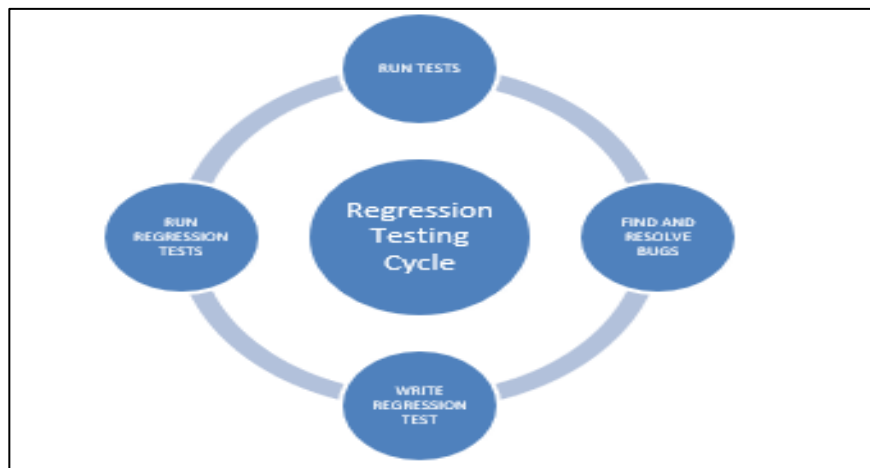 RUN TESTS
RUN
REGRESSION
TESTS
Regression
Testing
Cycle
FIND AND
RESOLVE
BUGS
WRITE
REGRESSION
TEST